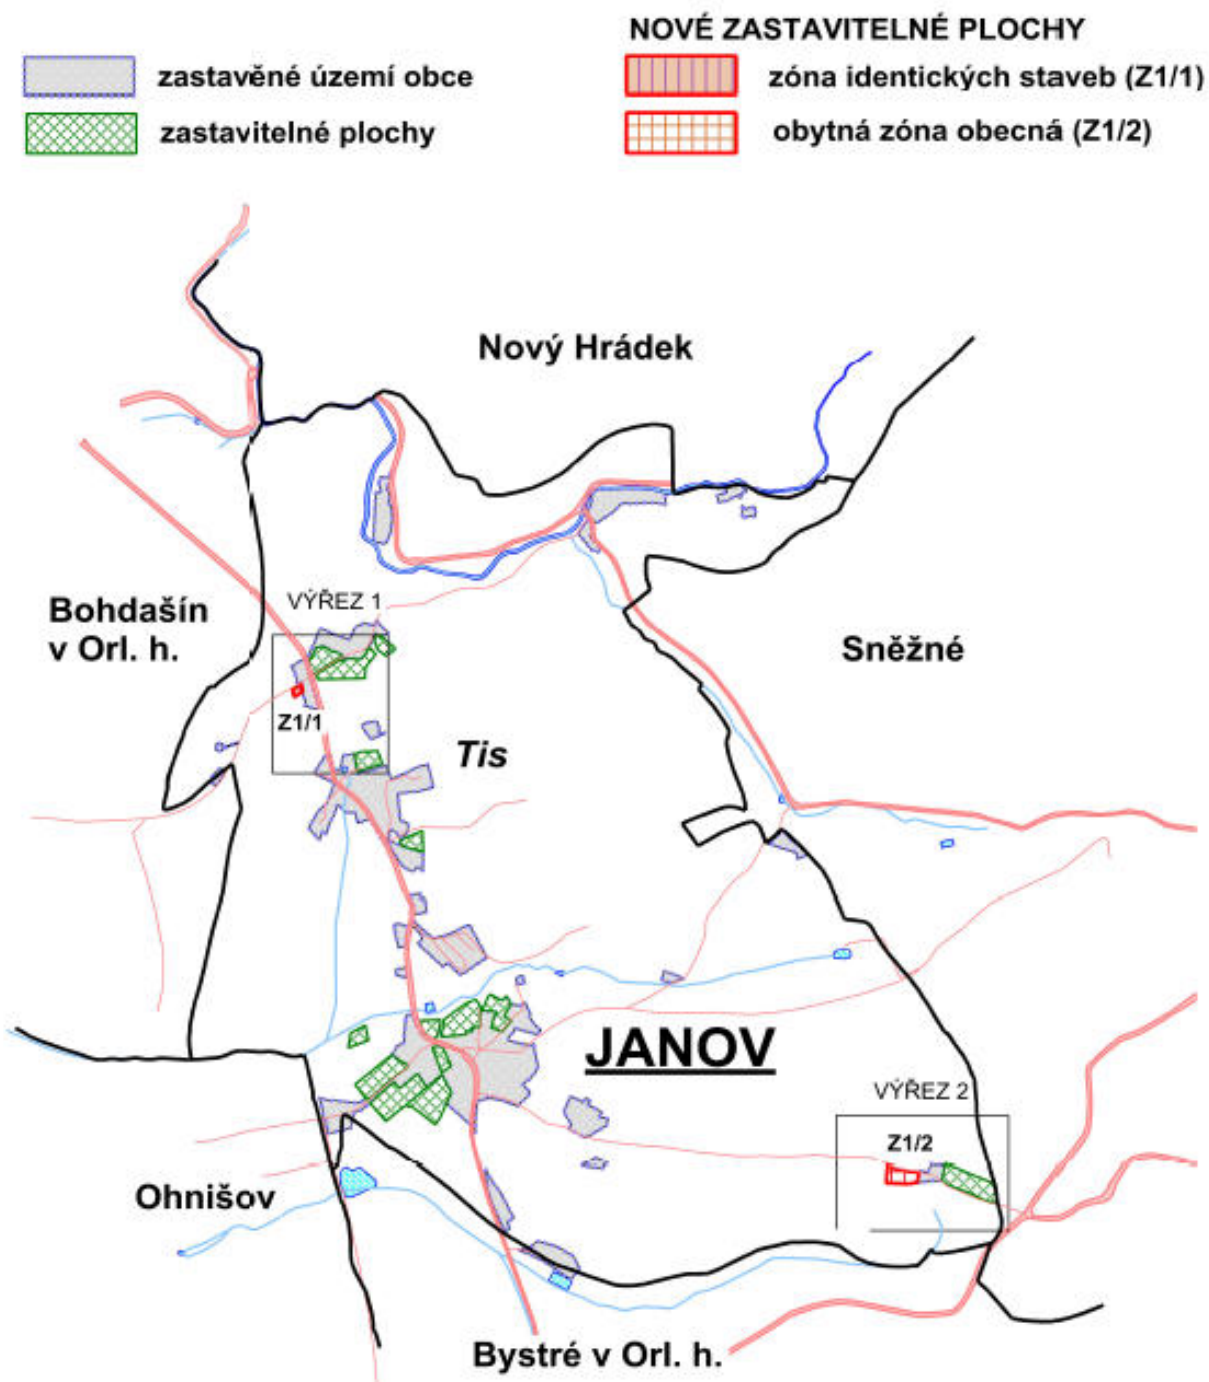 NOVÉ ZASTAVITELNÉ PLOCHY
zastavěné území obce
zóna identických staveb (Z1/1)
zastavitelné plochy
obytná zóna obecná (Z1/2)
Nový Hrádek
VÝŘEZ 1
Bohdašín
v Orl. h.
Sněžné
Z1/1
Tis
JANOV
VÝŘEZ 2
Z1/2
Ohnišov
Bystré v Orl. h.